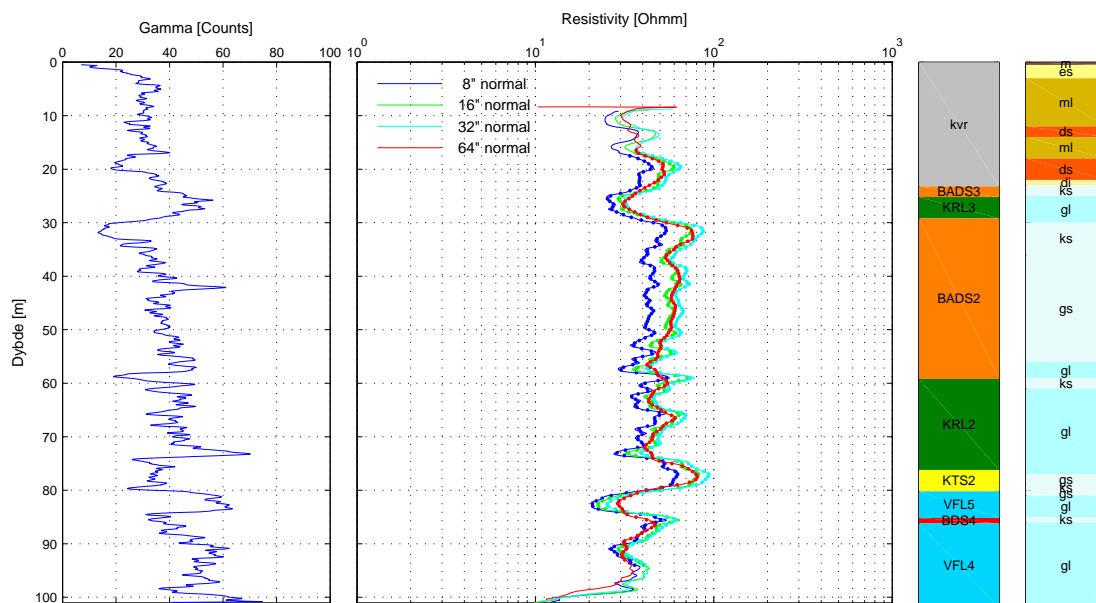 Gamma [Counts]
0 20 40 60 80 100
Resistivity [Ohmm]
10^0 10^1 10^2 10^3
Dybde [m]
0
10
20
30
40
50
60
70
80
90
100
8" normal
16" normal
32" normal
64" normal
kvr
BADS3
KRL3
BADS2
KRL2
KTS2
VFL5
BDS4
VFL4
m
es
ml
ds
ml
ds
di
ks
gl
ks
gs
gl
ks
gl
gs
ks
gs
gl
ks
gl